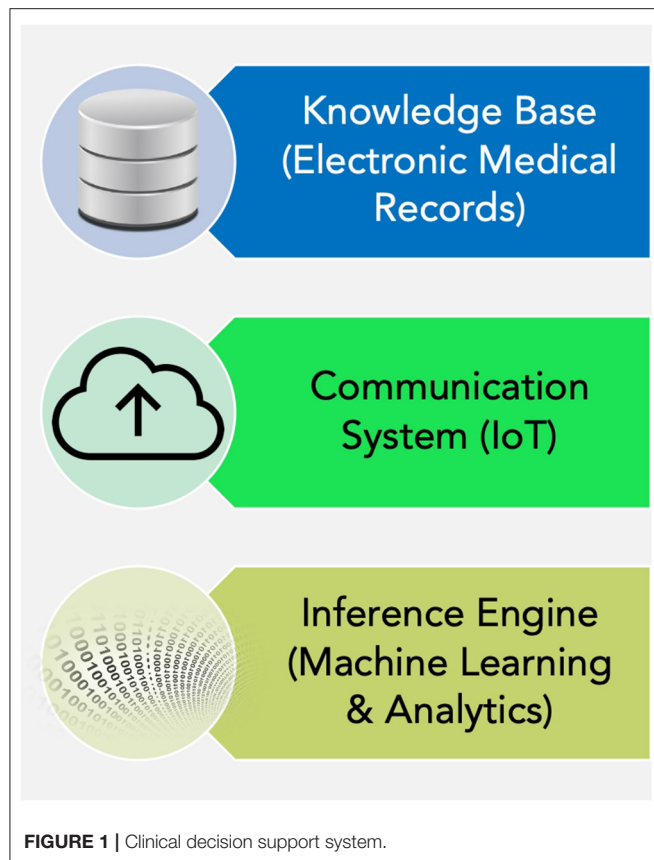 Knowledge Base
(Electronic Medical
Records)
Communication
System (IoT)
Inference Engine
(Machine Learning
& Analytics)
FIGURE 1 | Clinical decision support system.